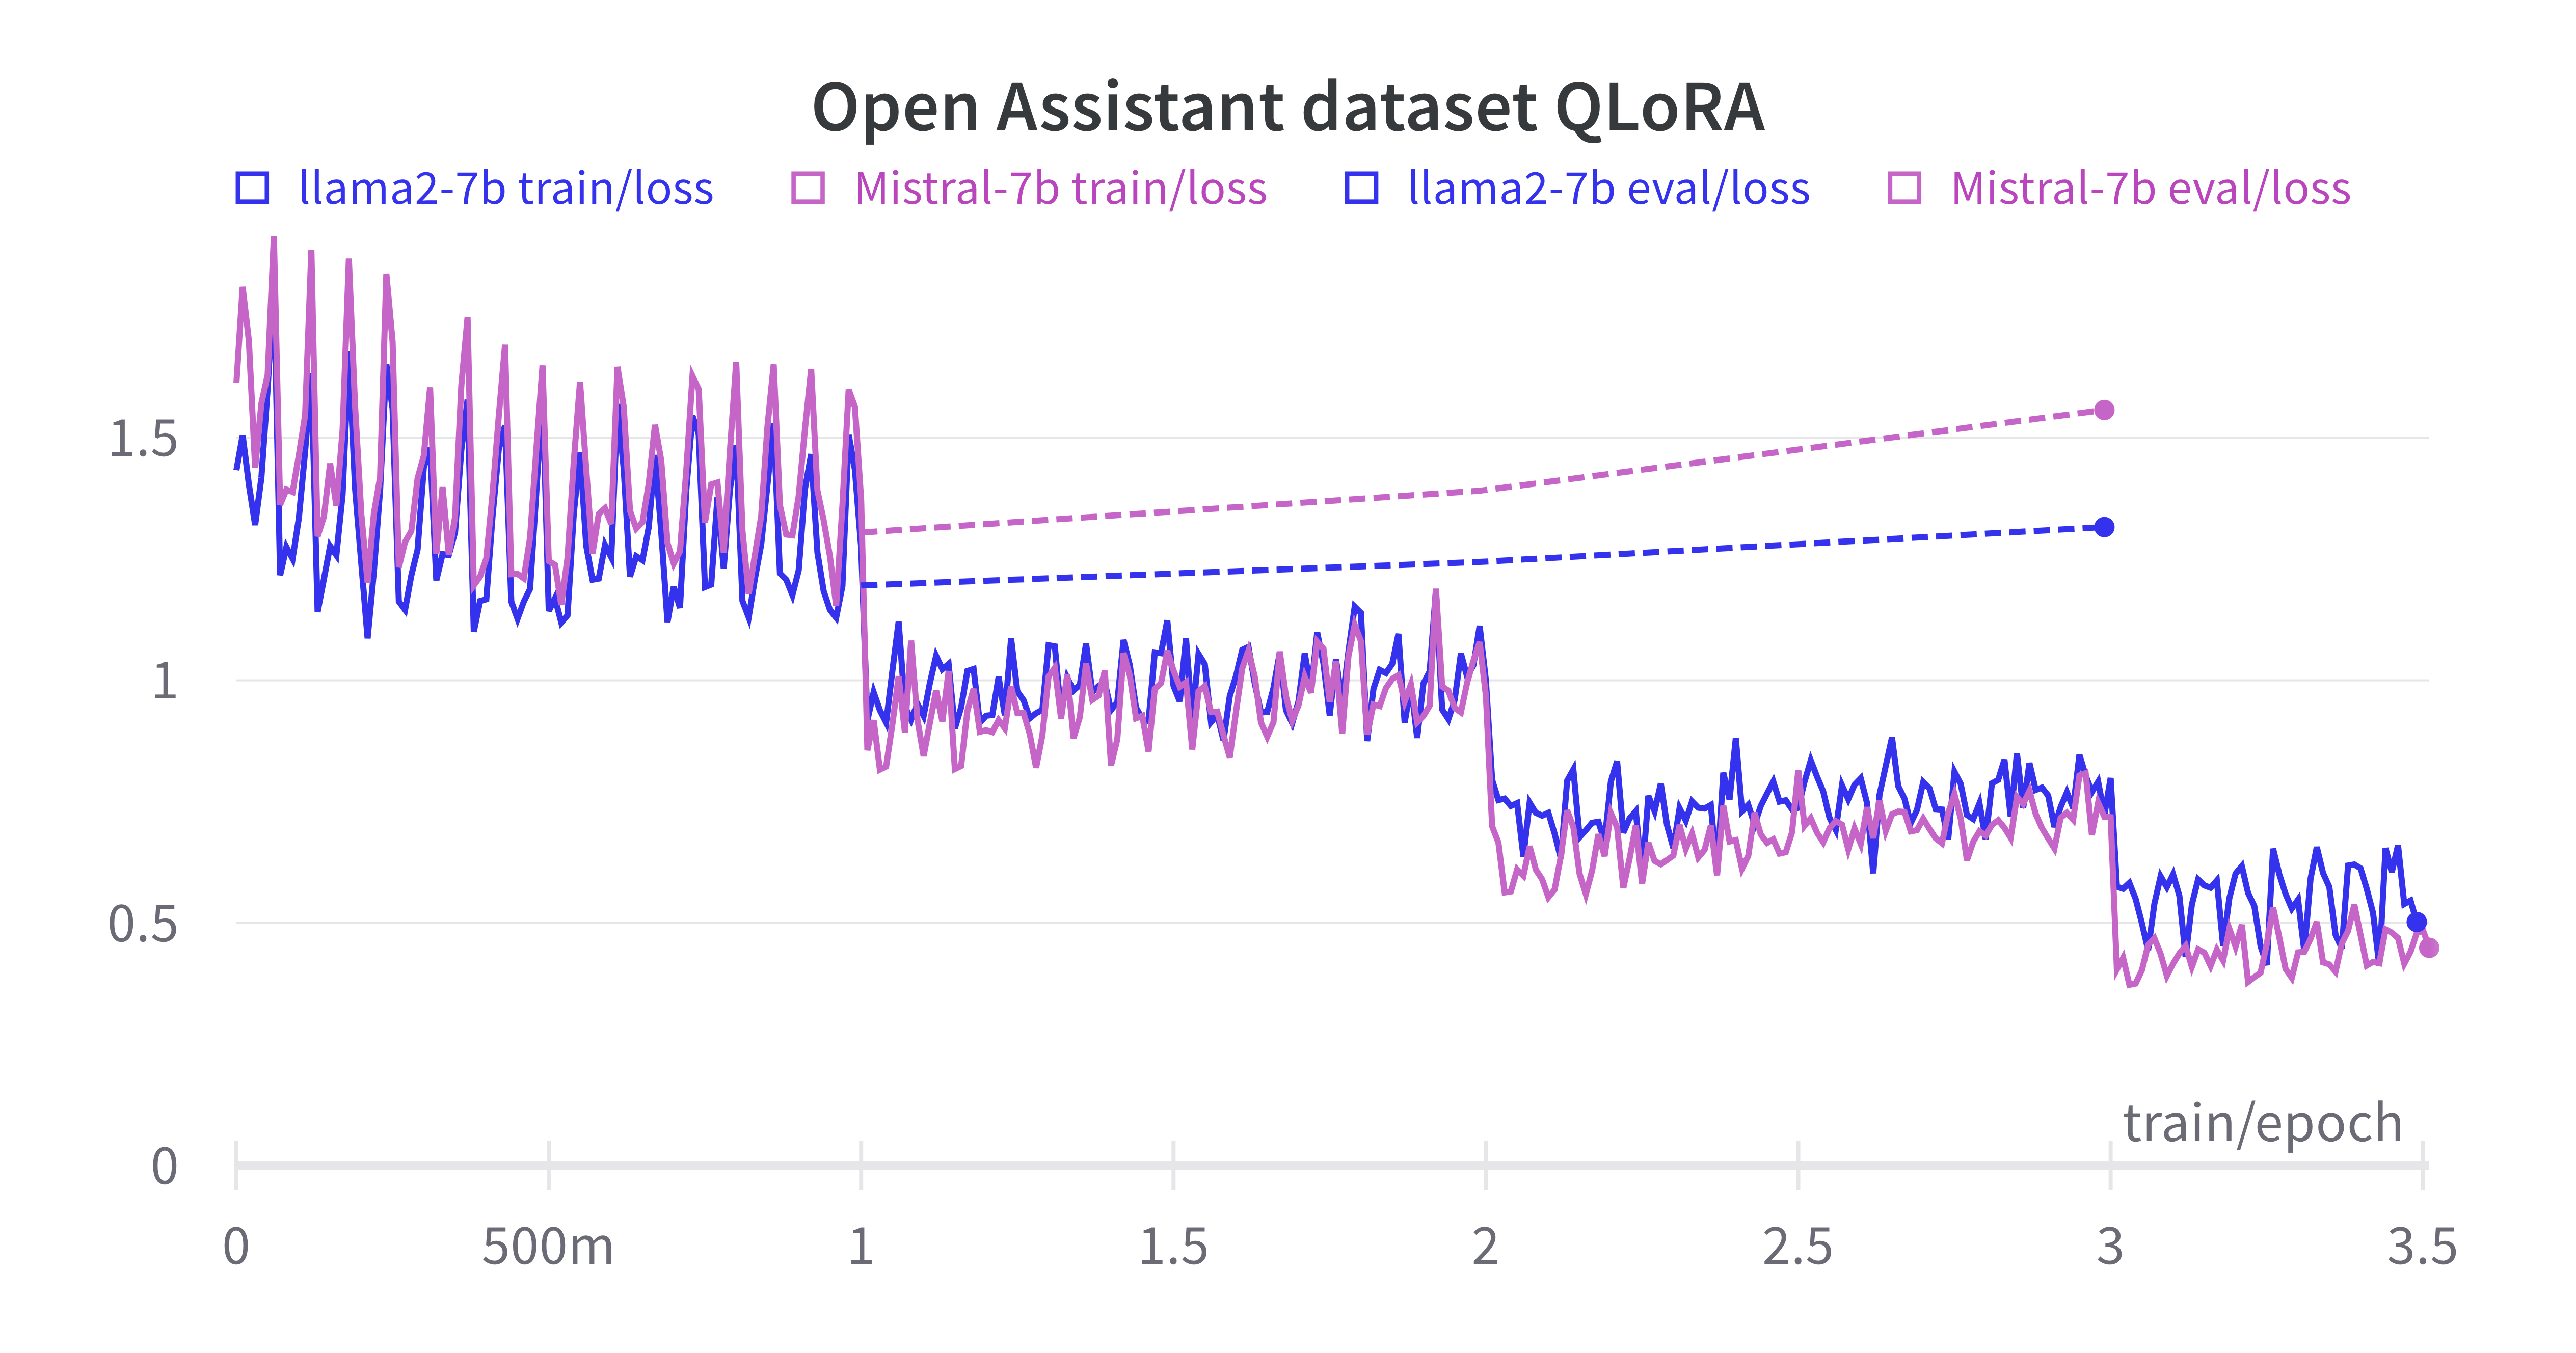 Open Assistant dataset QLoRA
llama2-7b train/loss Mistral-7b train/loss llama2-7b eval/loss Mistral-7b eval/loss
1.5
1
0.5
train/epoch
0
0 500m 1 1.5 2 2.5 3 3.5